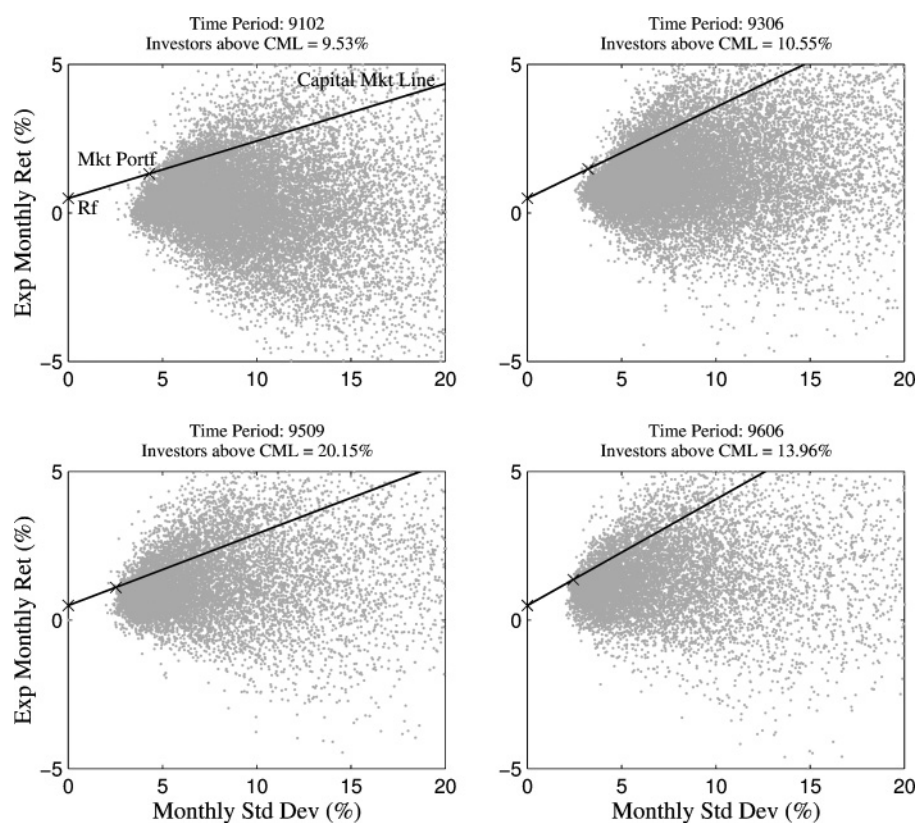 Time Period: 9102
Investors above CML = 9.53%
5
0
−5
0
5
10
15
20
Exp Monthly Ret (%)
Capital Mkt Line
Mkt Portf
Rf
Time Period: 9306
Investors above CML = 10.55%
5
0
−5
0
5
10
15
20
Time Period: 9509
Investors above CML = 20.15%
5
0
−5
0
5
10
15
20
Exp Monthly Ret (%)
Monthly Std Dev (%)
Time Period: 9606
Investors above CML = 13.96%
5
0
−5
0
5
10
15
20
Monthly Std Dev (%)